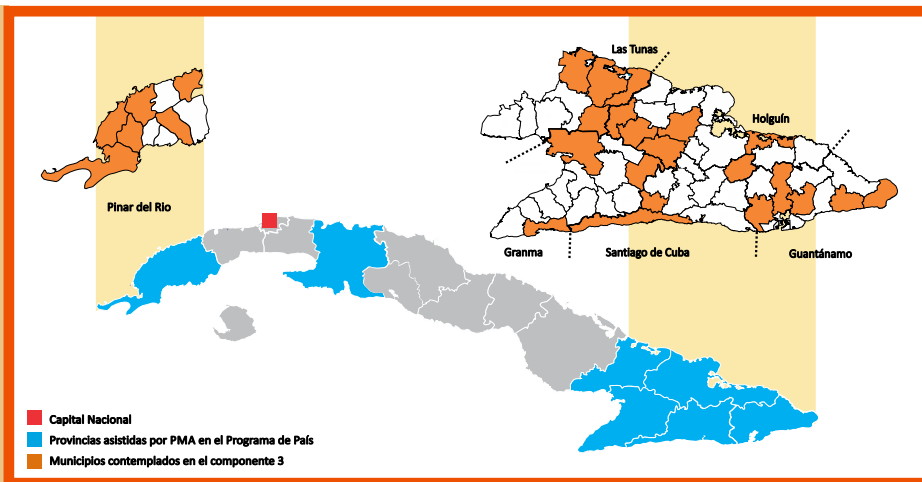 Las Tunas
Holguín
Pinar del Rio
Granma
Santiago de Cuba
Guantánamo
Capital Nacional
Provincias asistidas por PMA en el Programa de País
Municipios contemplados en el componente 3